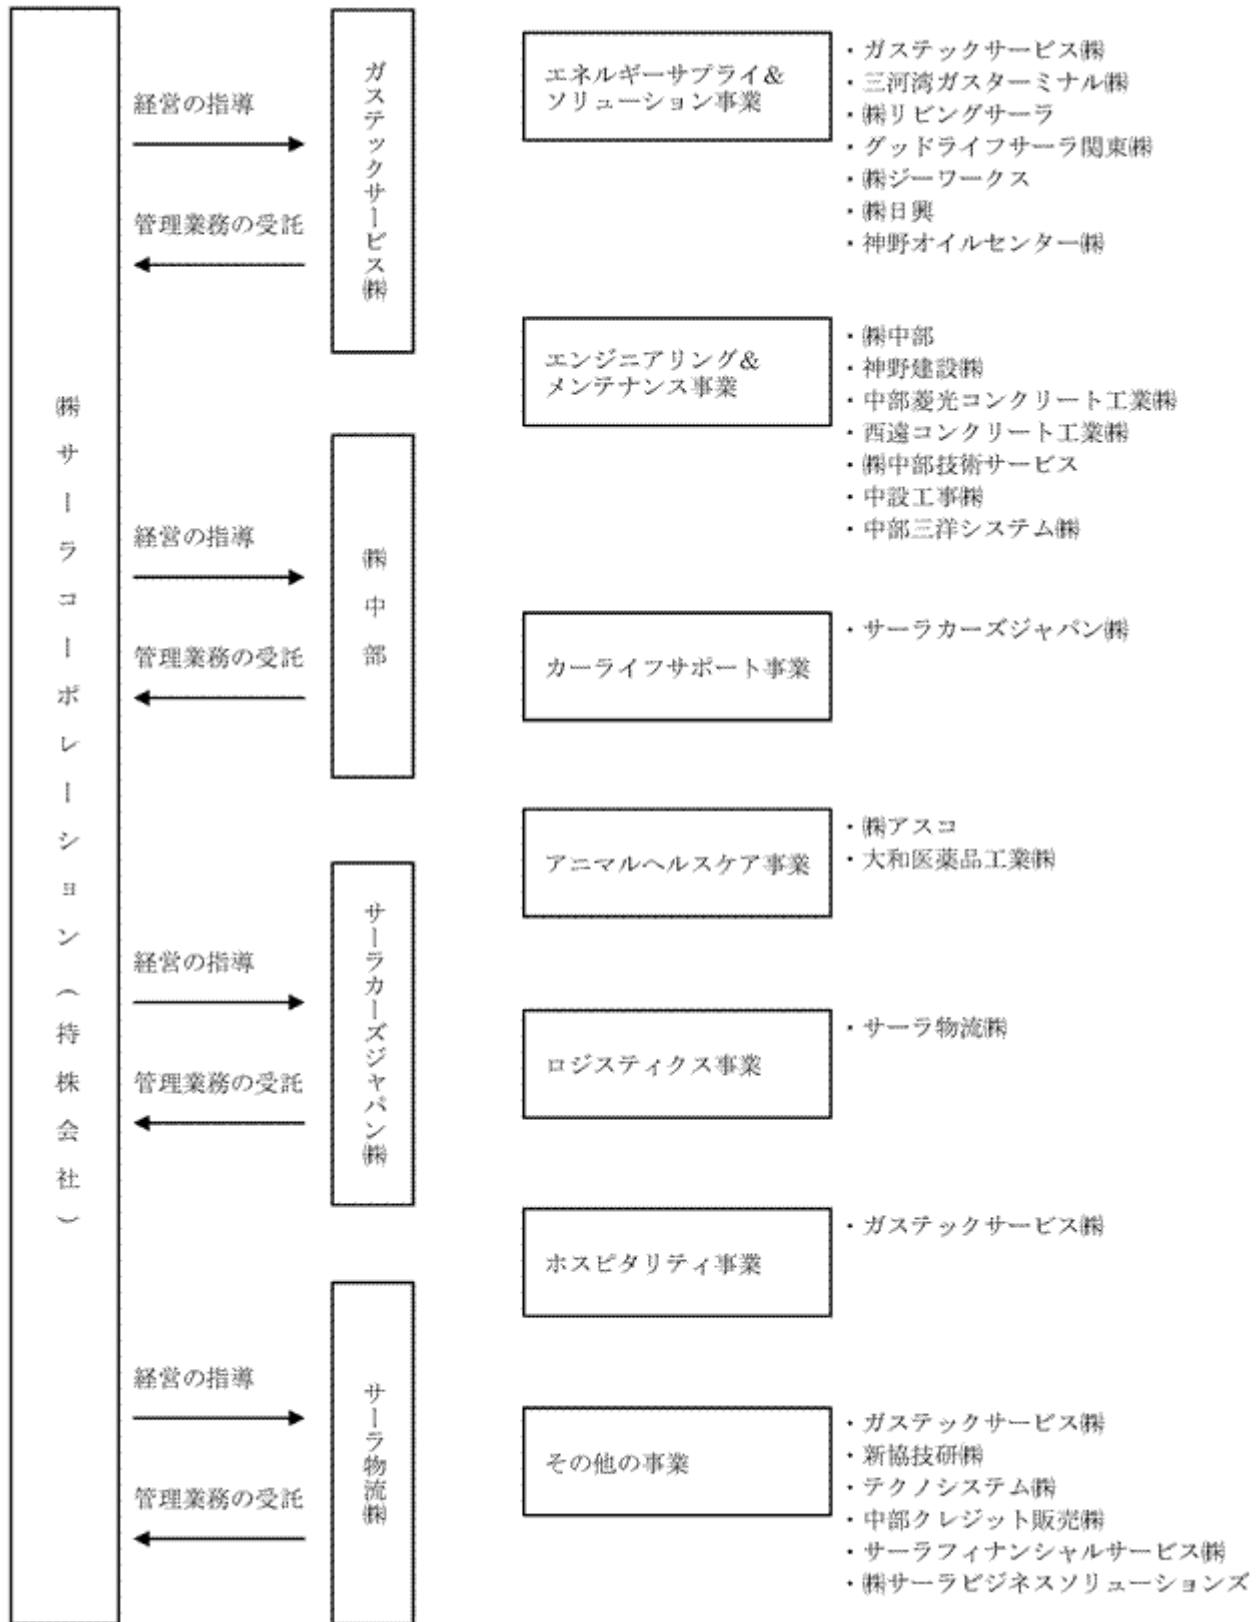 ㈱サーラコーポレーション（持株会社）
経営の指導
管理業務の受託
ガステックサービス㈱
経営の指導
管理業務の受託
㈱中部
経営の指導
管理業務の受託
サーラカーズジャパン㈱
経営の指導
管理業務の受託
サーラ物流㈱
エネルギーサプライ＆
ソリューション事業
・ガステックサービス㈱
・三河湾ガスターミナル㈱
・㈱リビングサーラ
・グッドライフサーラ関東㈱
・㈱ジーワークス
・㈱日興
・神野オイルセンター㈱
エンジニアリング＆
メンテナンス事業
・㈱中部
・神野建設㈱
・中部菱光コンクリート工業㈱
・西遠コンクリート工業㈱
・㈱中部技術サービス
・中設工事㈱
・中部三洋システム㈱
カーライフサポート事業
・サーラカーズジャパン㈱
アニマルヘルスケア事業
・㈱アスコ
・大和医薬品工業㈱
ロジスティクス事業
・サーラ物流㈱
ホスピタリティ事業
・ガステックサービス㈱
その他の事業
・ガステックサービス㈱
・新協技研㈱
・テクノシステム㈱
・中部クレジット販売㈱
・サーラフィナンシャルサービス㈱
・㈱サーラビジネスソリューションズ